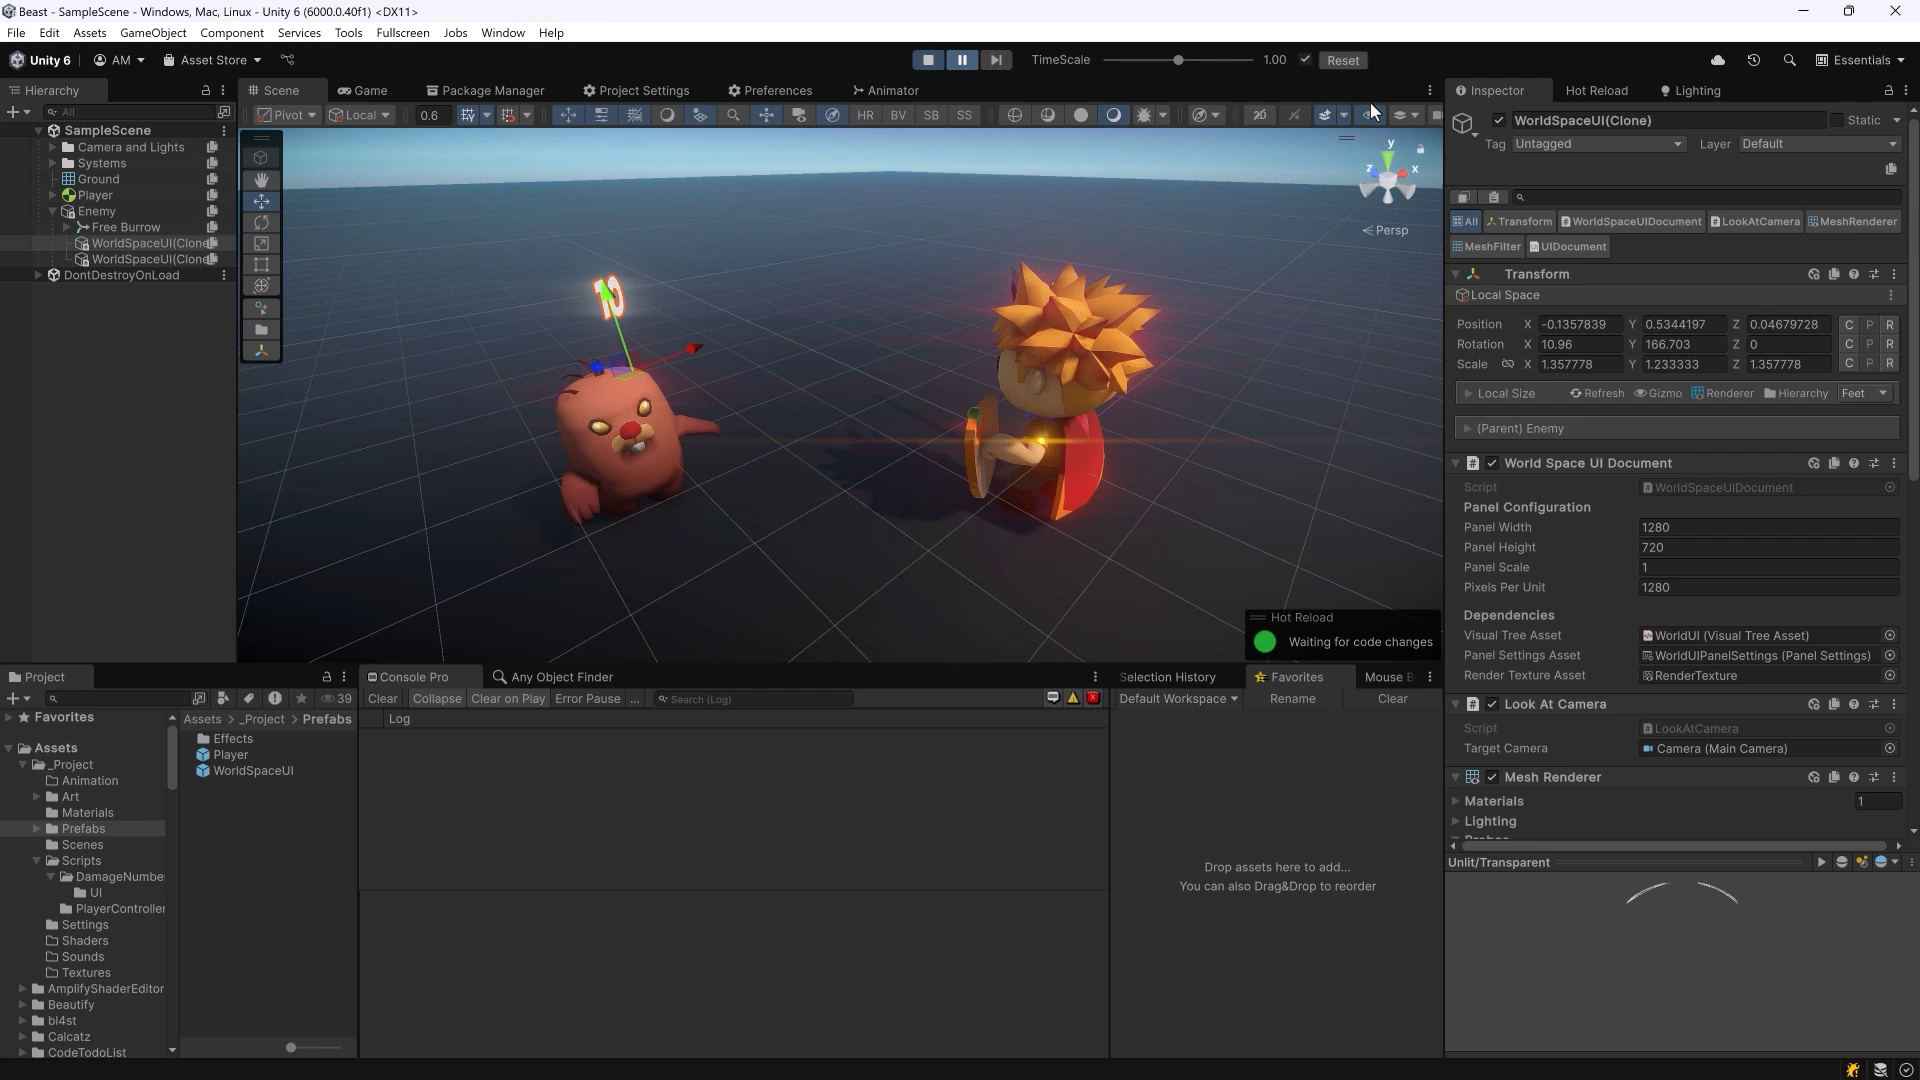 Beast - SampleScene - Windows, Mac, Linux - Unity 6 (6000.0.40f1) <DX11>
File Edit Assets GameObject Component Services Tools Fullscreen Jobs Window Help
Unity 6 AM Asset Store TimeScale 1.00 Reset Essentials
Hierarchy Scene Game Package Manager Project Settings Preferences Animator Inspector Hot Reload Lighting
All
Pivot Local 0.6 HR BV SB SS
WorldSpaceUI(Clone) Static
Tag Untagged Layer Default
SampleScene
Camera and Lights
Systems
Ground
Player
Enemy
Free Burrow
WorldSpaceUI(Clone
WorldSpaceUI(Clone
DontDestroyOnLoad
y
z x
Persp
Hot Reload
Waiting for code changes
All Transform WorldSpaceUIDocument LookAtCamera MeshRenderer
MeshFilter UIDocument
Transform
Local Space
Position X -0.1357839 Y 0.5344197 Z 0.04679728 C P R
Rotation X 10.96 Y 166.703 Z 0 C P R
Scale X 1.357778 Y 1.233333 Z 1.357778 C P R
Local Size Refresh Gizmo Renderer Hierarchy Feet
(Parent) Enemy
World Space UI Document
Script WorldSpaceUIDocument
Panel Configuration
Panel Width 1280
Panel Height 720
Panel Scale 1
Pixels Per Unit 1280
Dependencies
Visual Tree Asset WorldUI (Visual Tree Asset)
Panel Settings Asset WorldUIPanelSettings (Panel Settings)
Render Texture Asset RenderTexture
Look At Camera
Script LookAtCamera
Target Camera Camera (Main Camera)
Mesh Renderer
Materials 1
Lighting
Unlit/Transparent
Project
39
Favorites
Assets
_Project
Animation
Art
Materials
Prefabs
Scenes
Scripts
DamageNumbe
UI
PlayerController
Settings
Shaders
Sounds
Textures
AmplifyShaderEditor
Beautify
bl4st
Calcatz
CodeTodoList
Assets > _Project > Prefabs
Effects
Player
WorldSpaceUI
Console Pro Any Object Finder
Clear Collapse Clear on Play Error Pause ... Search (Log)
Log
Selection History Favorites Mouse B
Default Workspace Rename Clear
Drop assets here to add...
You can also Drag&Drop to reorder